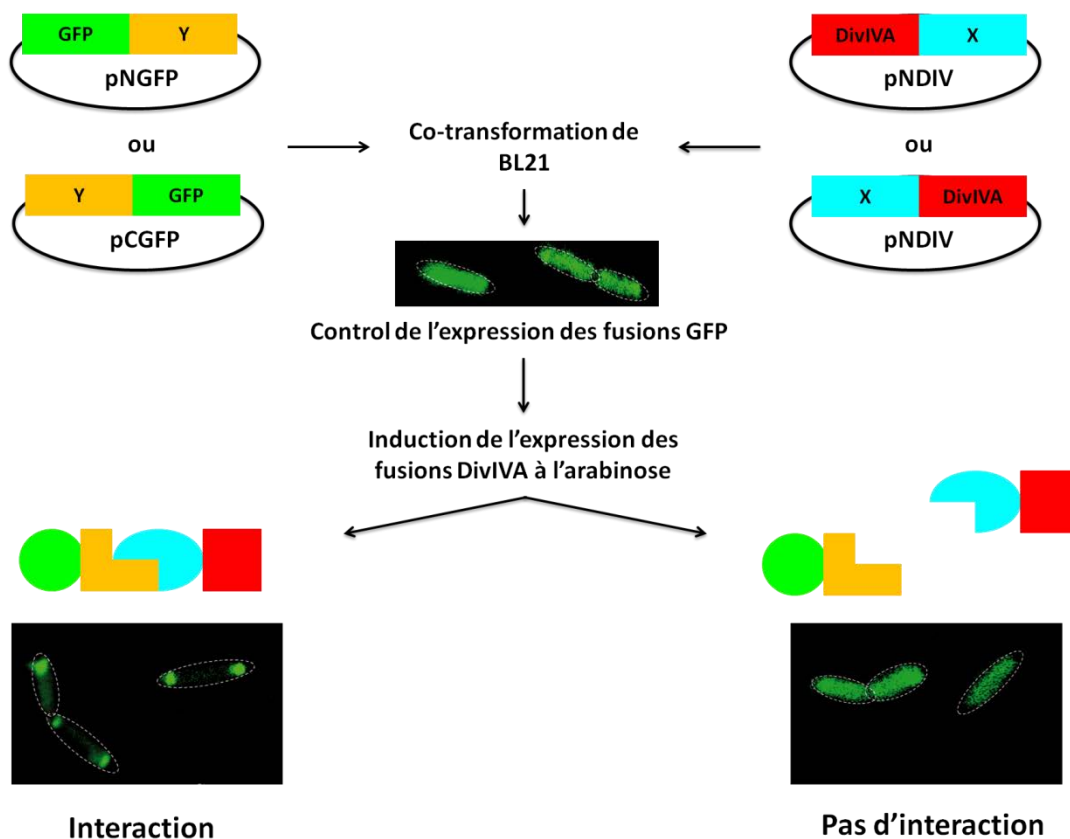 GFP Y
pNGFP
ou
Y GFP
pCGFP
DivIVA X
pNDIV
ou
X DivIVA
pNDIV
Co-transformation de
BL21
Control de l'expression des fusions GFP
Induction de l'expression des
fusions DivIVA à l'arabinose
Interaction
Pas d'interaction